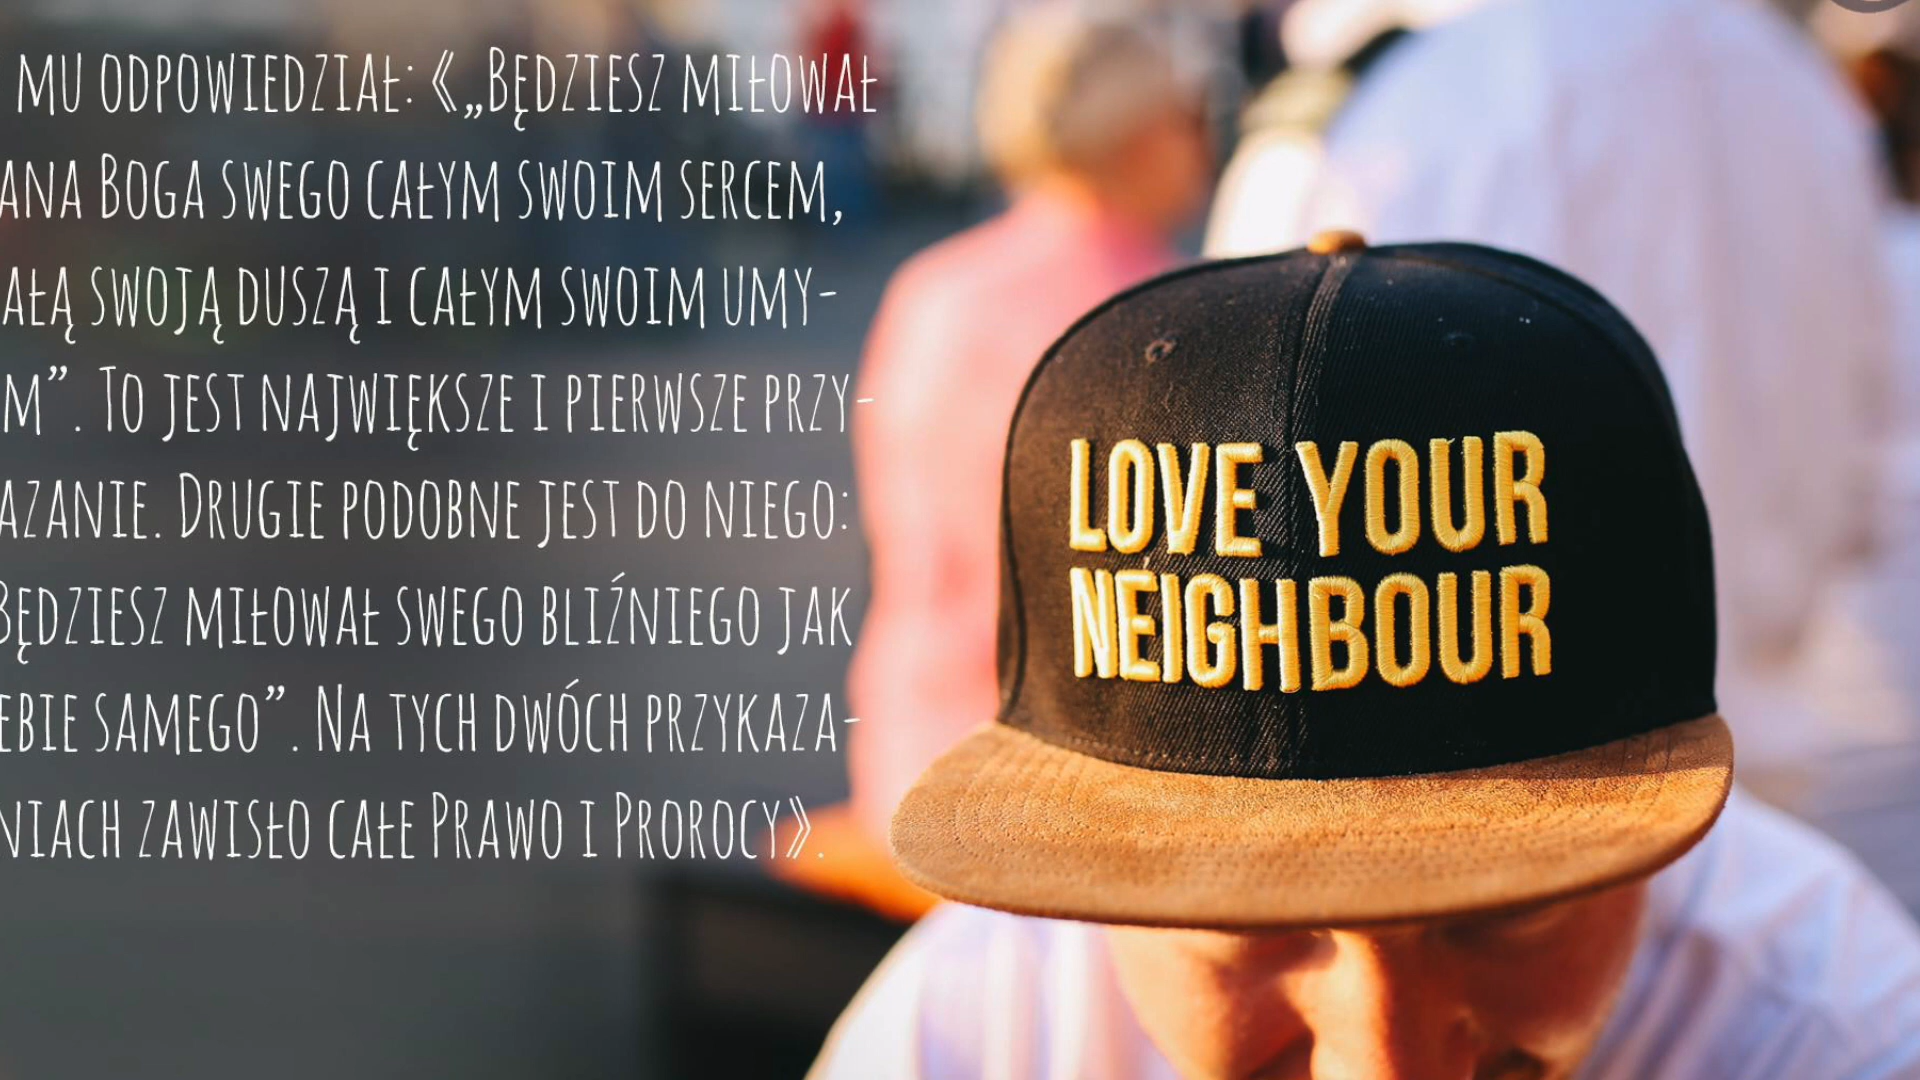 MU ODPOWIEDZIAŁ: «„BĘDZIESZ MIŁOWAŁ
ANA BOGA SWEGO CAŁYM SWOIM SERCEM,
AŁĄ SWOJĄ DUSZĄ I CAŁYM SWOIM UMY-
M”. TO JEST NAJWIĘKSZE I PIERWSZE PRZY-
AZANIE. DRUGIE PODOBNE JEST DO NIEGO:
BĘDZIESZ MIŁOWAŁ SWEGO BLIŹNIEGO JAK
EBIE SAMEGO”. NA TYCH DWÓCH PRZYKAZA-
NIACH ZAWISŁO CAŁE PRAWO I PROROCY».
LOVE YOUR
NEIGHBOUR